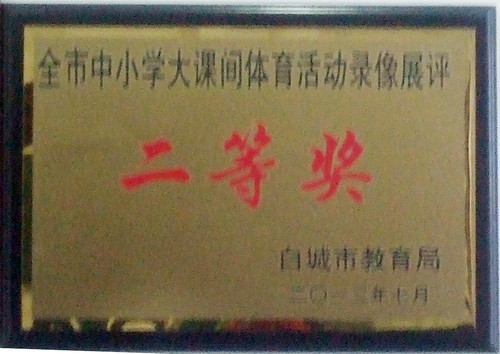 全市中小学大课间体育活动录像展评
二等奖
白城市教育局
二〇一三年七月